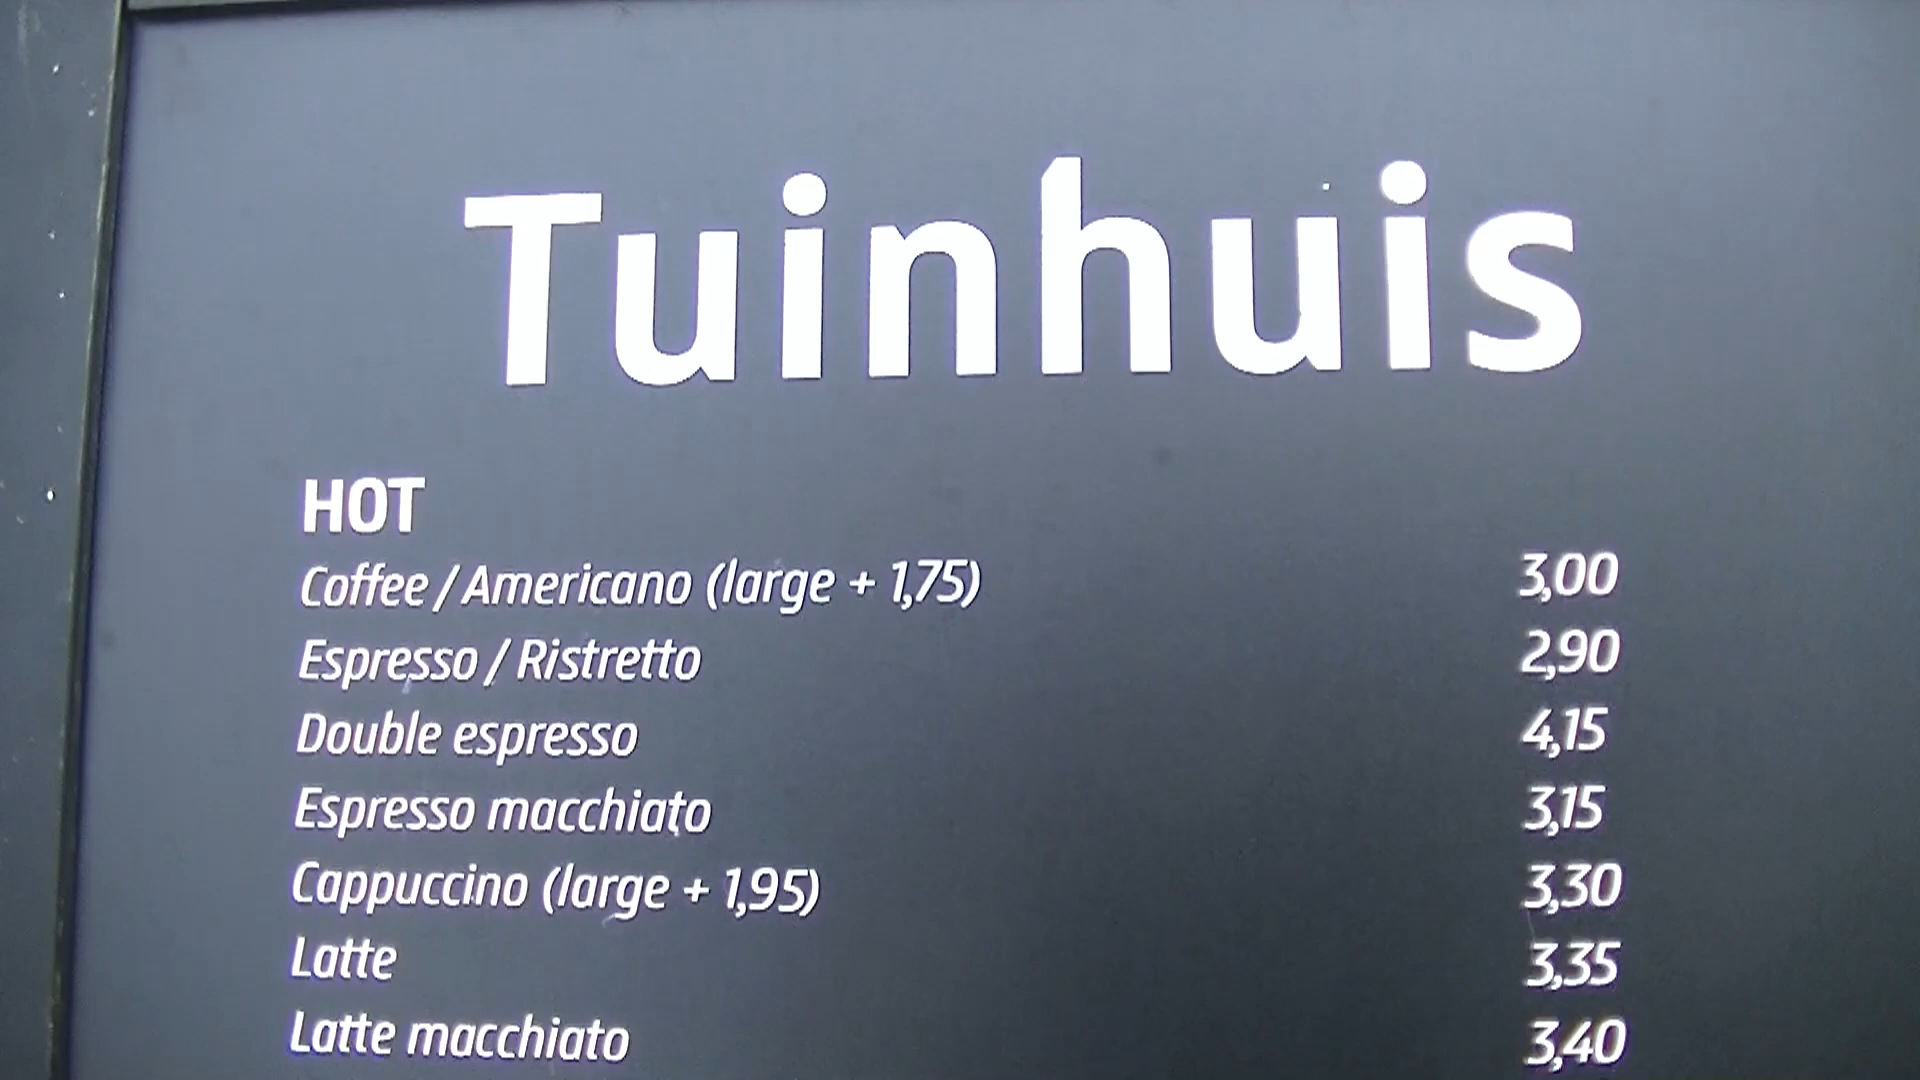 Tuinhuis
HOT
Coffee / Americano (large + 1,75) 3,00
Espresso / Ristretto 2,90
Double espresso 4,15
Espresso macchiato 3,15
Cappuccino (large + 1,95) 3,30
Latte 3,35
Latte macchiato 3,40